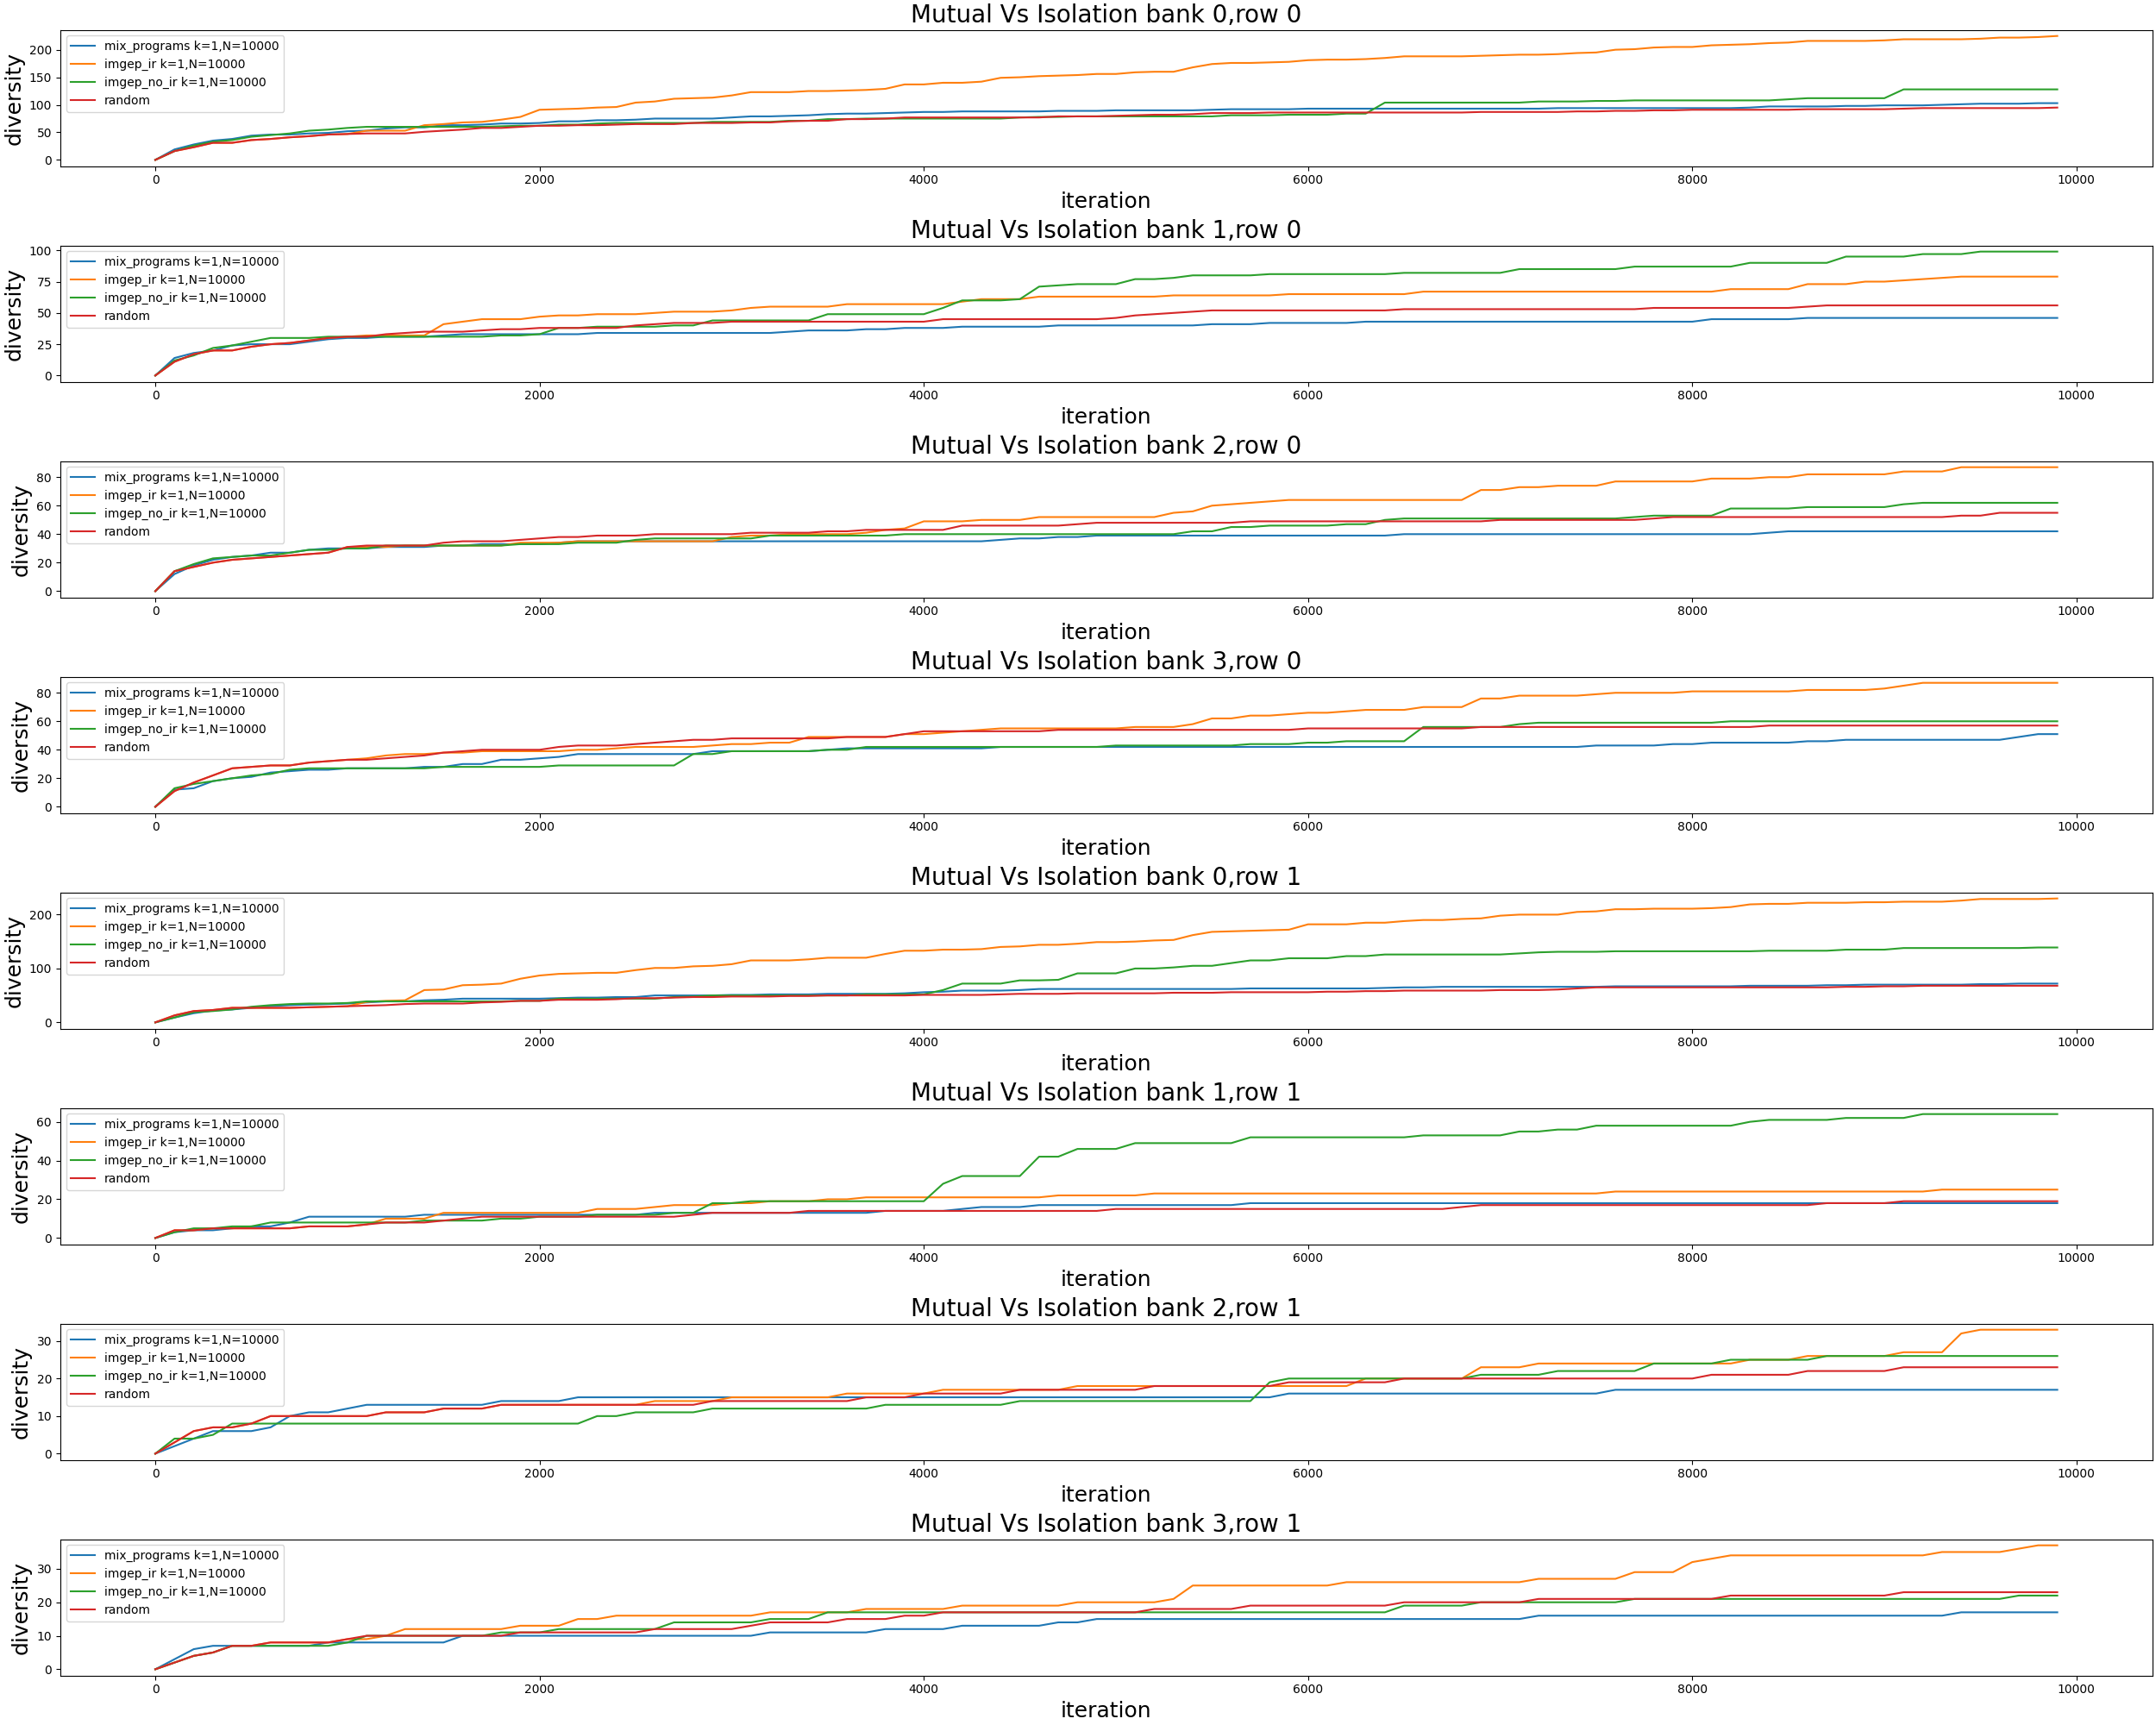 Mutual Vs Isolation bank 0,row 0
mix_programs k=1,N=10000
imgep_ir k=1,N=10000
imgep_no_ir k=1,N=10000
random
diversity
200
150
100
50
0
0 2000 4000 6000 8000 10000
iteration
Mutual Vs Isolation bank 1,row 0
mix_programs k=1,N=10000
imgep_ir k=1,N=10000
imgep_no_ir k=1,N=10000
random
diversity
100
75
50
25
0
0 2000 4000 6000 8000 10000
iteration
Mutual Vs Isolation bank 2,row 0
mix_programs k=1,N=10000
imgep_ir k=1,N=10000
imgep_no_ir k=1,N=10000
random
diversity
80
60
40
20
0
0 2000 4000 6000 8000 10000
iteration
Mutual Vs Isolation bank 3,row 0
mix_programs k=1,N=10000
imgep_ir k=1,N=10000
imgep_no_ir k=1,N=10000
random
diversity
80
60
40
20
0
0 2000 4000 6000 8000 10000
iteration
Mutual Vs Isolation bank 0,row 1
mix_programs k=1,N=10000
imgep_ir k=1,N=10000
imgep_no_ir k=1,N=10000
random
diversity
200
100
0
0 2000 4000 6000 8000 10000
iteration
Mutual Vs Isolation bank 1,row 1
mix_programs k=1,N=10000
imgep_ir k=1,N=10000
imgep_no_ir k=1,N=10000
random
diversity
60
40
20
0
0 2000 4000 6000 8000 10000
iteration
Mutual Vs Isolation bank 2,row 1
mix_programs k=1,N=10000
imgep_ir k=1,N=10000
imgep_no_ir k=1,N=10000
random
diversity
30
20
10
0
0 2000 4000 6000 8000 10000
iteration
Mutual Vs Isolation bank 3,row 1
mix_programs k=1,N=10000
imgep_ir k=1,N=10000
imgep_no_ir k=1,N=10000
random
diversity
30
20
10
0
0 2000 4000 6000 8000 10000
iteration